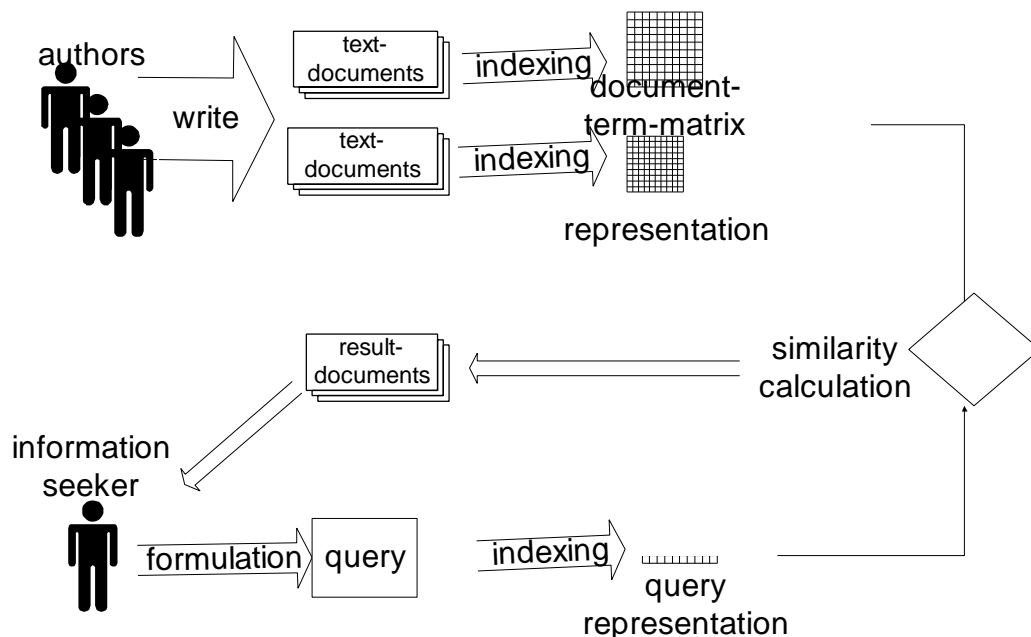 authors
write
text-
documents
indexing
document-
term-matrix
text-
documents
indexing
representation
result-
documents
similarity
calculation
information
seeker
formulation
query
indexing
query
representation